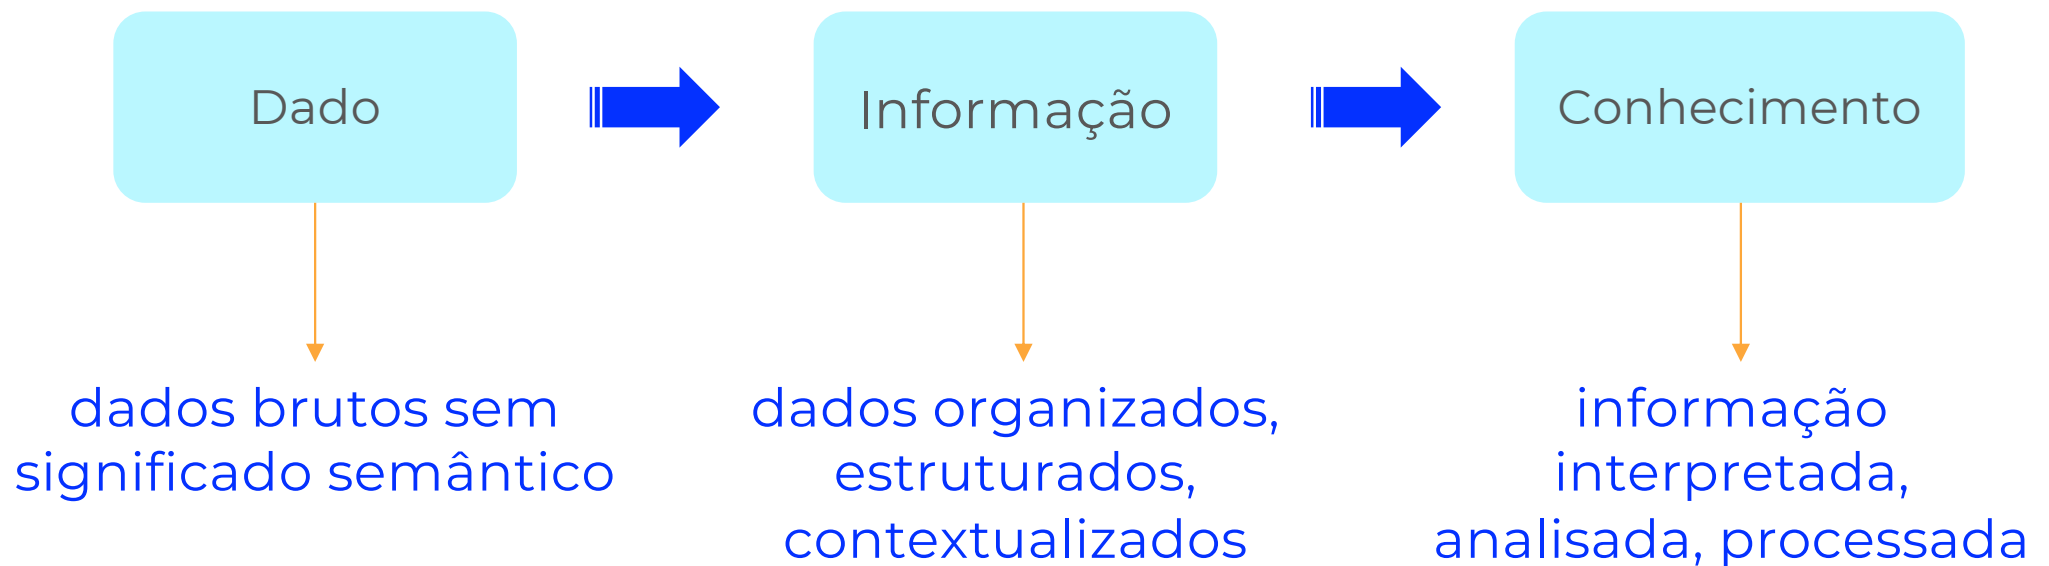 Dado
Informação
Conhecimento
dados brutos sem
significado semântico
dados organizados,
estruturados,
contextualizados
informação
interpretada,
analisada, processada